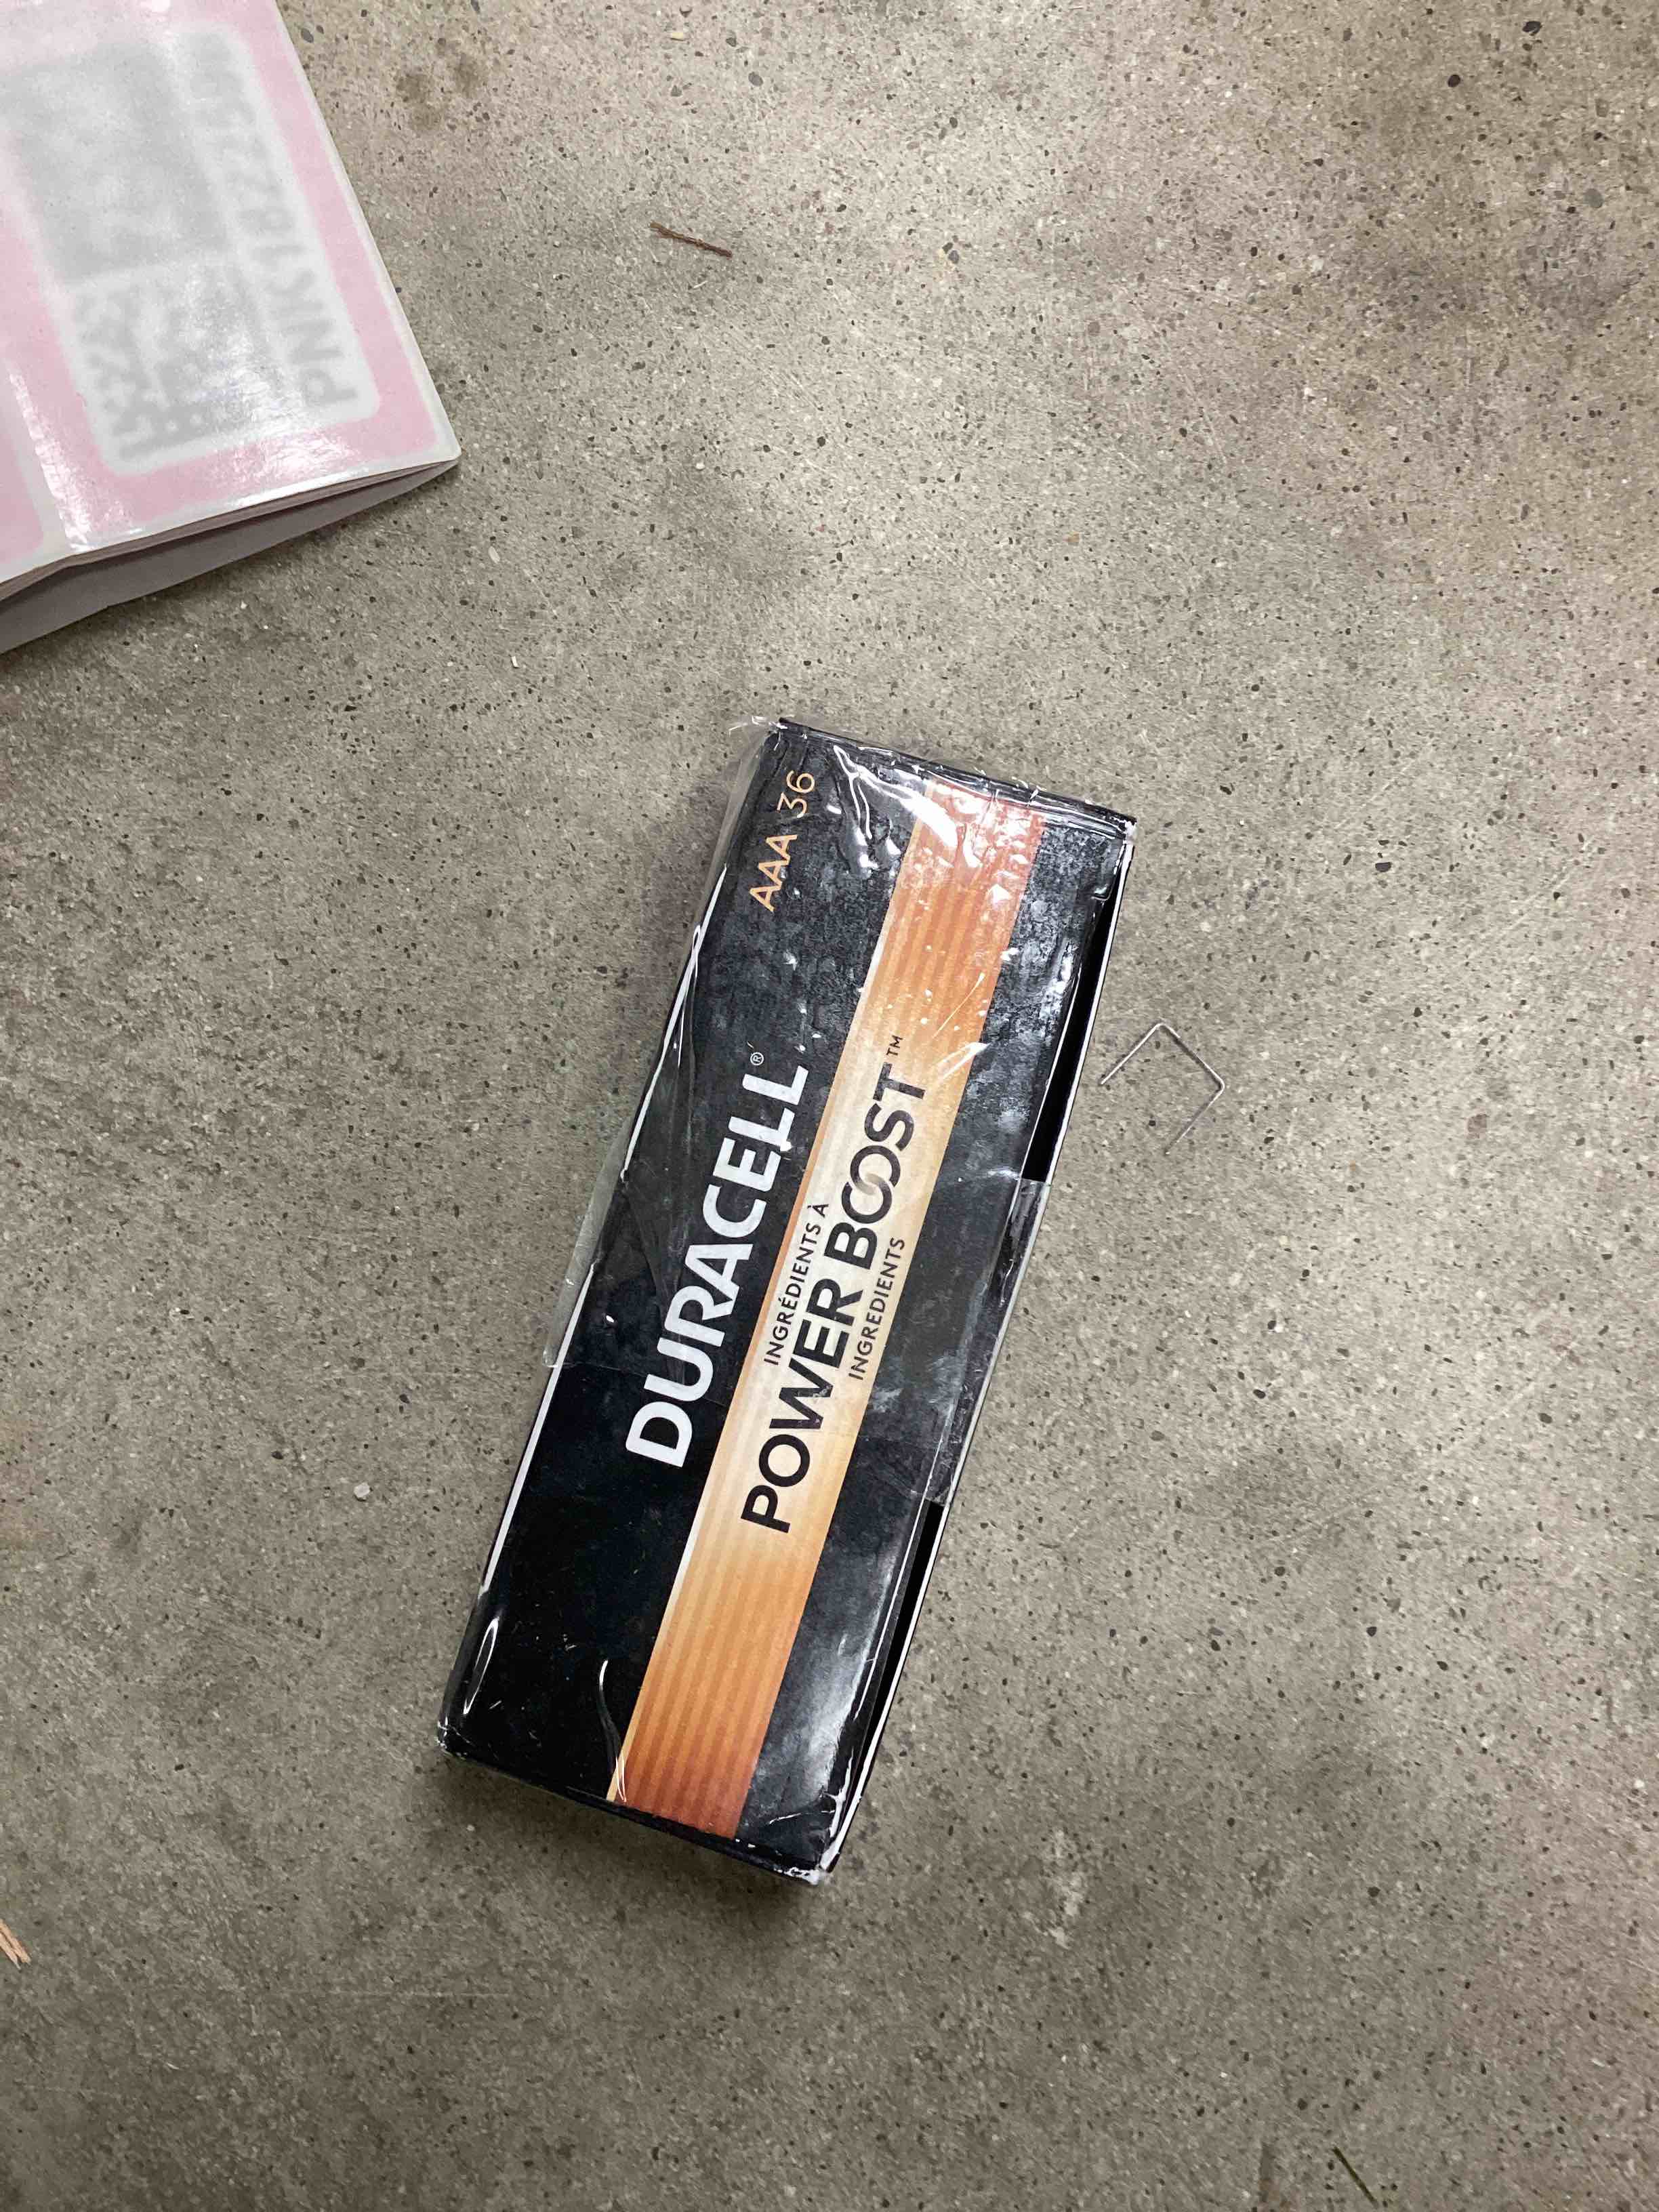 DURACELL®
AAA 36
INGRÉDIENTS À
POWER BOOST™
INGREDIENTS